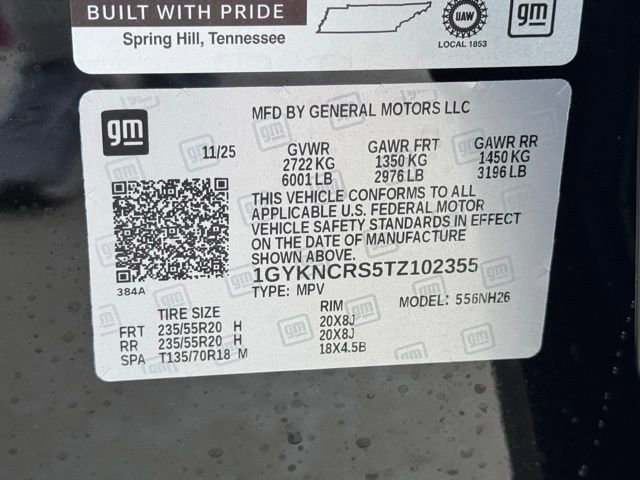 BUILT WITH PRIDE
Spring Hill, Tennessee
UAW
LOCAL 1853
gm
gm
MFD BY GENERAL MOTORS LLC
11/25
GVWR GAWR FRT GAWR RR
2722 KG 1350 KG 1450 KG
6001 LB 2976 LB 3196 LB
THIS VEHICLE CONFORMS TO ALL
APPLICABLE U.S. FEDERAL MOTOR
VEHICLE SAFETY STANDARDS IN EFFECT
ON THE DATE OF MANUFACTURE
SHOWN ABOVE.
1GYKNCRS5TZ102355
384A
TYPE: MPV MODEL: 556NH26
TIRE SIZE RIM
FRT 235/55R20 H 20X8J
RR 235/55R20 H 20X8J
SPA T135/70R18 M 18X4.5B